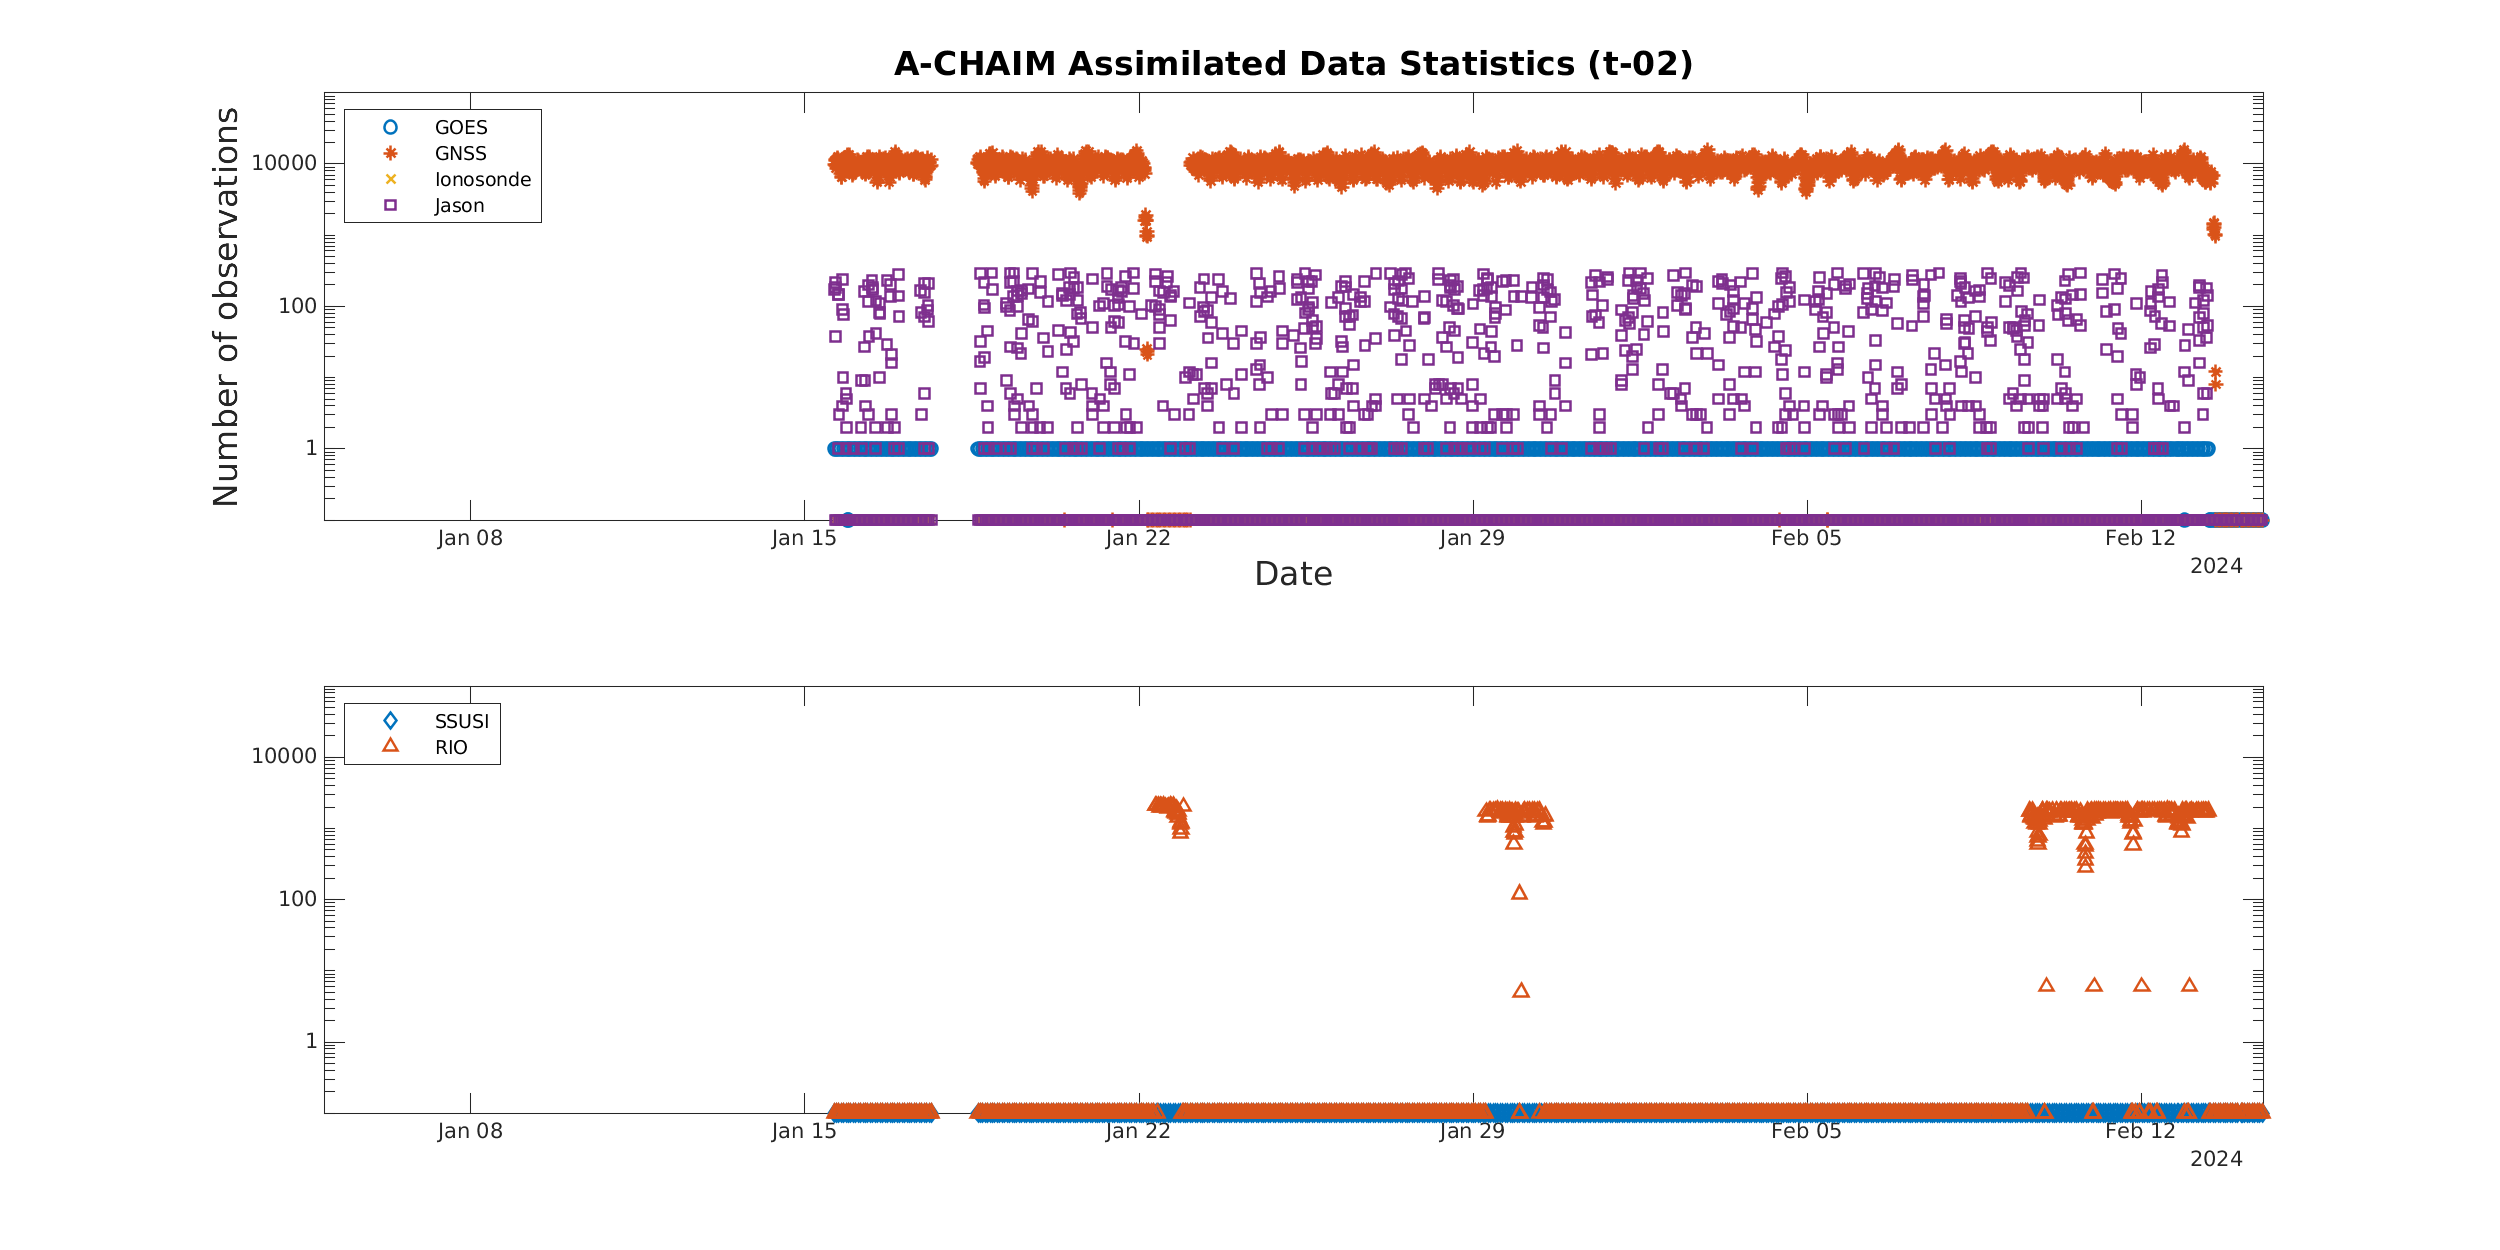 A-CHAIM Assimilated Data Statistics (t-02)
Number of observations
10000
100
1
GOES
GNSS
Ionosonde
Jason
Jan 08
Jan 15
Jan 22
Jan 29
Feb 05
Feb 12
2024
Date
10000
100
1
SSUSI
RIO
Jan 08
Jan 15
Jan 22
Jan 29
Feb 05
Feb 12
2024